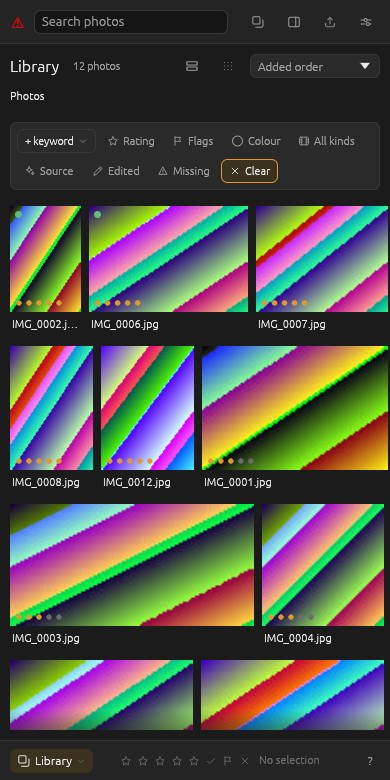 Search photos
Library 12 photos Added order
Photos
+ keyword Rating Flags Colour All kinds
Source Edited Missing Clear
IMG_0002.j... IMG_0006.jpg IMG_0007.jpg
IMG_0008.jpg IMG_0012.jpg IMG_0001.jpg
IMG_0003.jpg IMG_0004.jpg
Library No selection ?